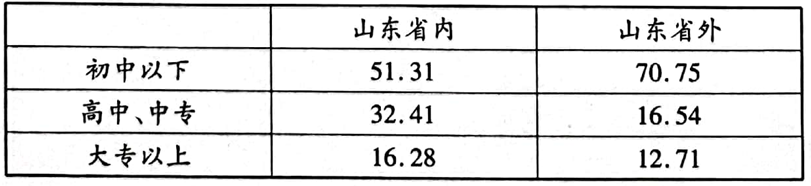 山东省内 山东省外
初中以下 51.31 70.75
高中、中专 32.41 16.54
大专以上 16.28 12.71